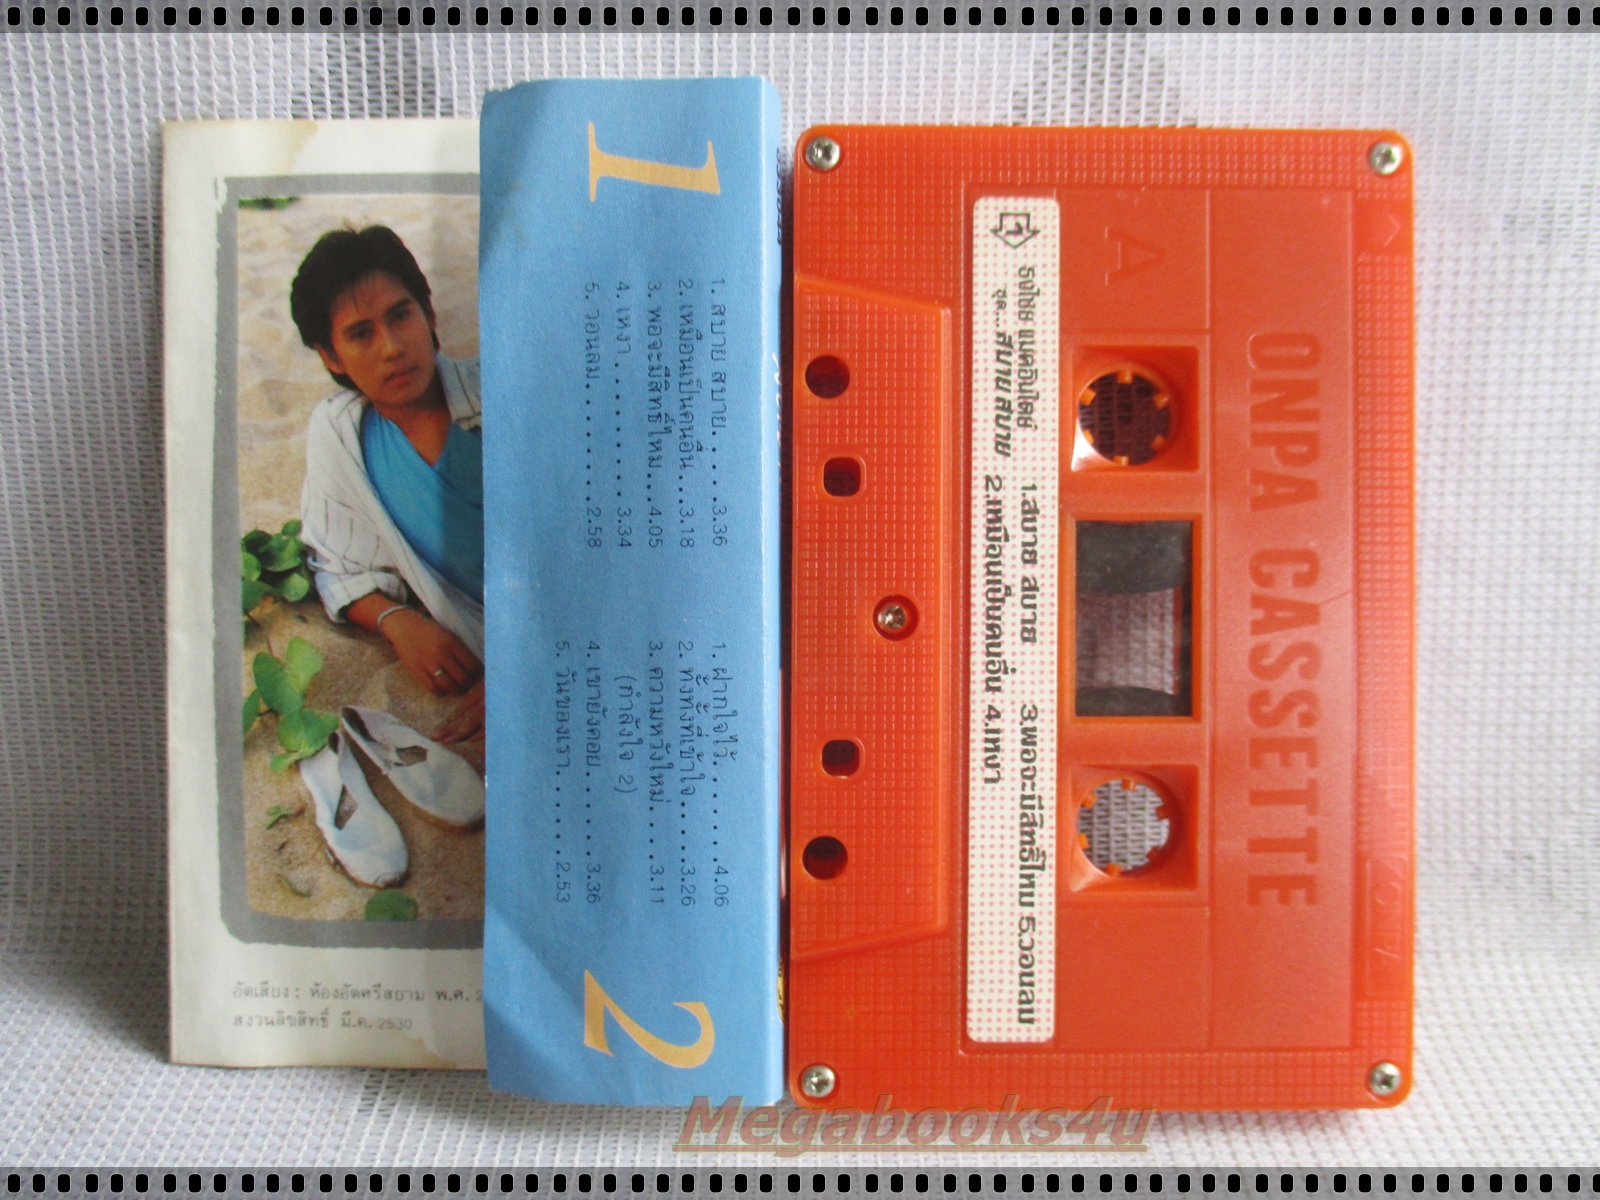 1
1. สบาย สบาย......3.36
2. เหมือนเป็นคนอื่น...3.18
3. พอจะมีสิทธิ์ไหม...4.05
4. เหงา..........3.34
5. วอนลม.........2.58
1. ฝากใจไว้........4.06
2. ทั้งทั้งที่เข้าใจ.....3.26
3. ความหวังใหม่....3.11
(กำลังใจ 2)
4. เขายังคอย.......3.36
5. วันของเรา.......2.53
2
อัดเสียง: ห้องอัดศรีสยาม พ.ศ. 2
สงวนลิขสิทธิ์ มี.ค. 2530
ONPA CASSETTE
A
1
ธงไชย แมคอินไตย์
ชุด...สบาย สบาย
1.สบาย สบาย 3.พอจะมีสิทธิ์ไหม 5.วอนลม
2.เหมือนเป็นคนอื่น 4.เหงา
Megabooks4u